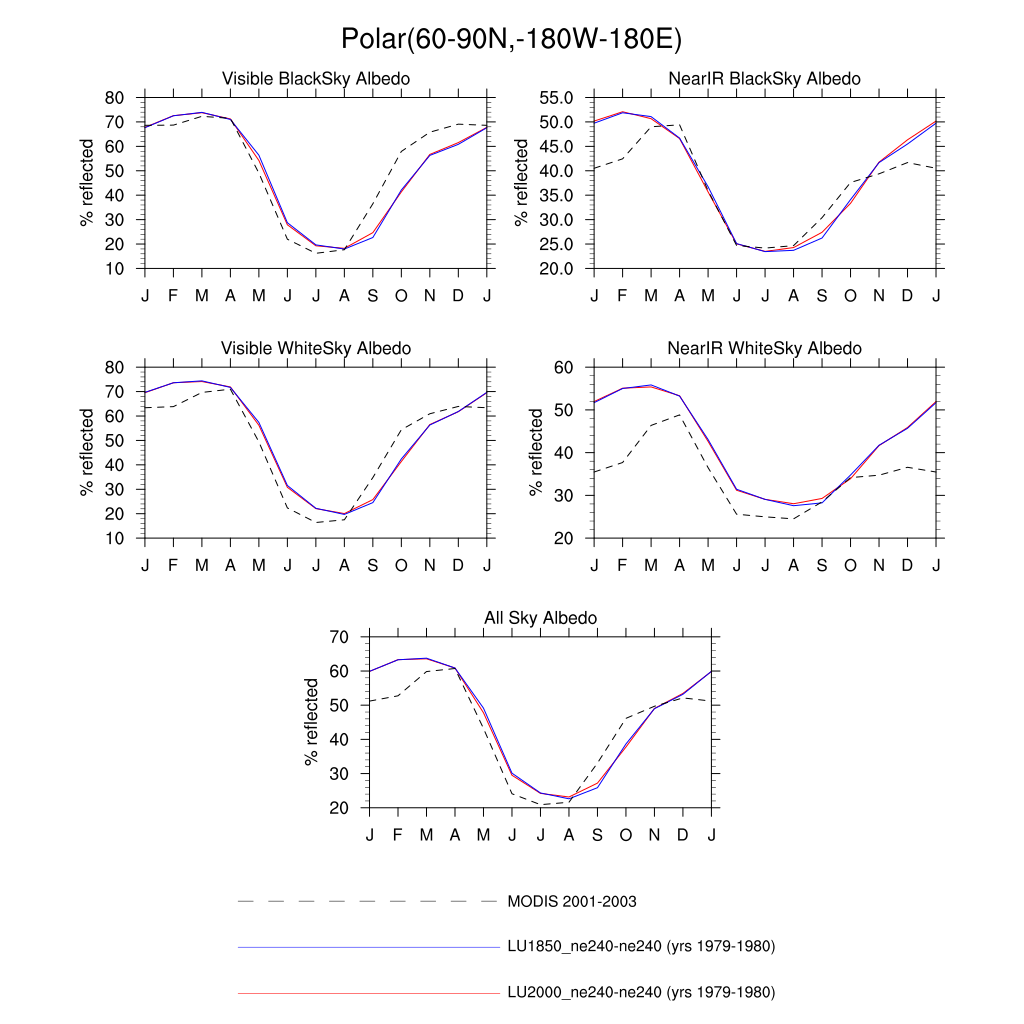 Polar(60-90N,-180W-180E)
Visible BlackSky Albedo
NearIR BlackSky Albedo
% reflected
80
70
60
50
40
30
20
10
J F M A M J J A S O N D J
% reflected
55.0
50.0
45.0
40.0
35.0
30.0
25.0
20.0
J F M A M J J A S O N D J
Visible WhiteSky Albedo
NearIR WhiteSky Albedo
% reflected
80
70
60
50
40
30
20
10
J F M A M J J A S O N D J
% reflected
60
50
40
30
20
J F M A M J J A S O N D J
All Sky Albedo
% reflected
70
60
50
40
30
20
J F M A M J J A S O N D J
MODIS 2001-2003
LU1850_ne240-ne240 (yrs 1979-1980)
LU2000_ne240-ne240 (yrs 1979-1980)